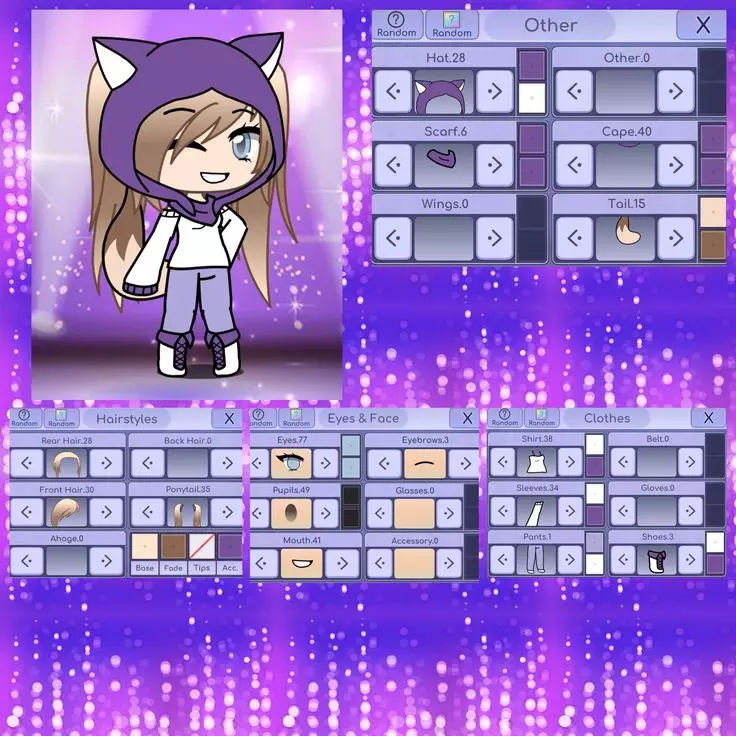 Random Random Other X
Hat.28 Other.0
Scarf.6 Cape.40
Wings.0 Tail.15
Random Random Hairstyles X
Rear Hair.28 Back Hair.0
Front Hair.30 Ponytail.35
Ahoge.0
Base Fade Tips Acc.
Random Random Eyes & Face X
Eyes.77 Eyebrows.3
Pupils.49 Glasses.0
Mouth.41 Accessory.0
Random Random Clothes X
Shirt.38 Belt.0
Sleeves.34 Gloves.0
Pants.1 Shoes.3